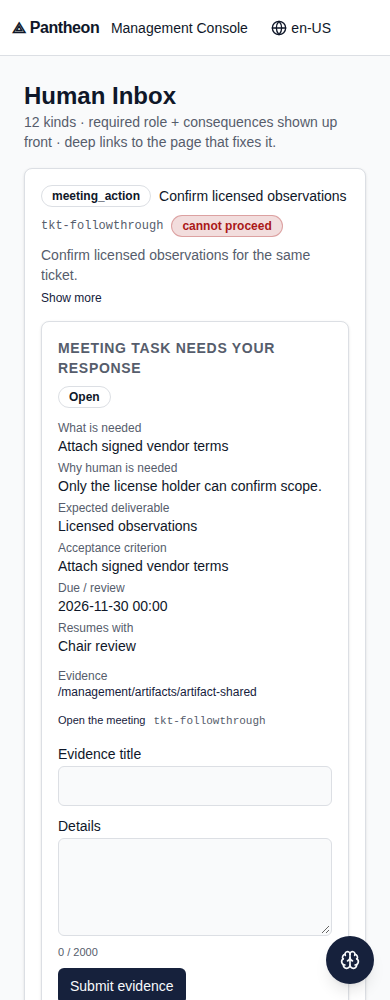 Pantheon Management Console en-US
Human Inbox
12 kinds · required role + consequences shown up
front · deep links to the page that fixes it.
meeting_action Confirm licensed observations
tkt-followthrough cannot proceed
Confirm licensed observations for the same
ticket.
Show more
MEETING TASK NEEDS YOUR
RESPONSE
Open
What is needed
Attach signed vendor terms
Why human is needed
Only the license holder can confirm scope.
Expected deliverable
Licensed observations
Acceptance criterion
Attach signed vendor terms
Due / review
2026-11-30 00:00
Resumes with
Chair review
Evidence
/management/artifacts/artifact-shared
Open the meeting tkt-followthrough
Evidence title
Details
0 / 2000
Submit evidence